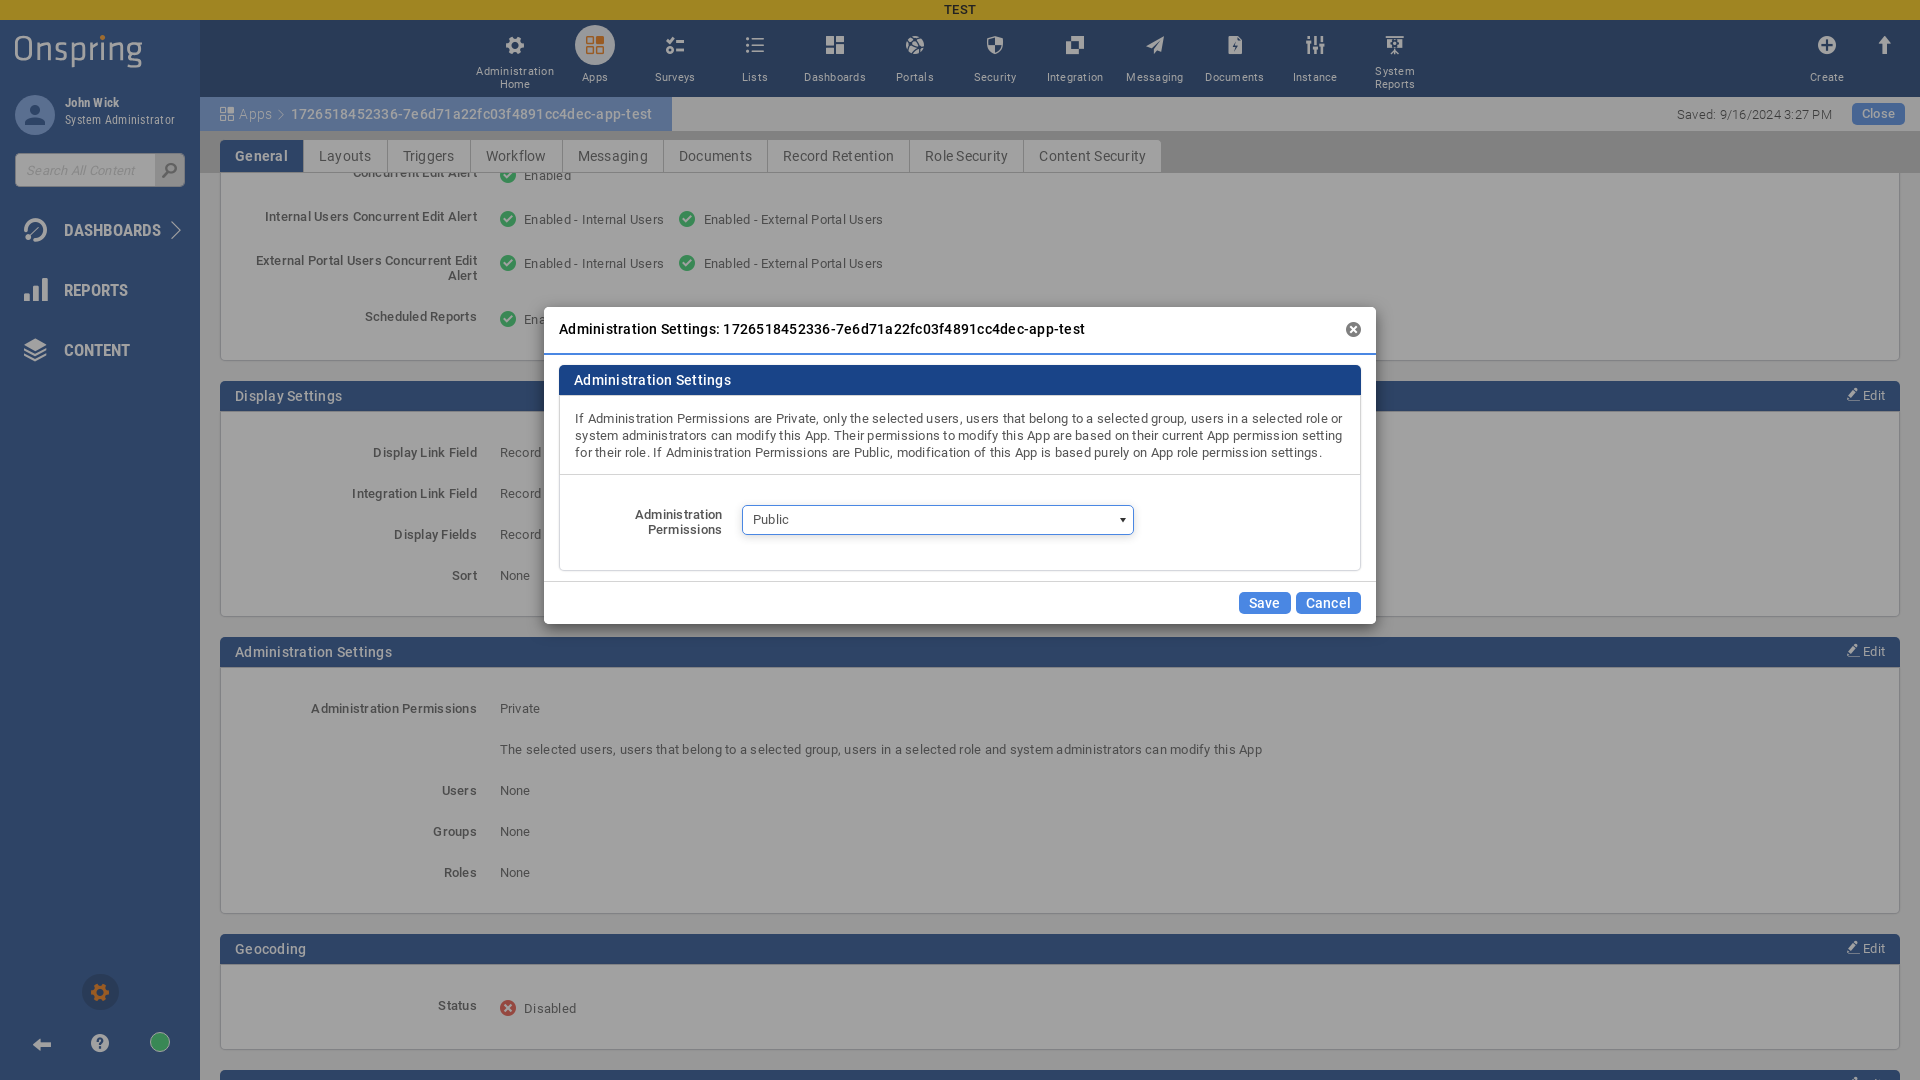 TEST
Onspring
John Wick
System Administrator
Search All Content
DASHBOARDS
REPORTS
CONTENT
Administration Home
Apps
Surveys
Lists
Dashboards
Portals
Security
Integration
Messaging
Documents
Instance
System Reports
Create
Apps
1726518452336-7e6d71a22fc03f4891cc4dec-app-test
Saved: 9/16/2024 3:27 PM
Close
General
Layouts
Triggers
Workflow
Messaging
Documents
Record Retention
Role Security
Content Security
Concurrent Edit Alert
Enabled
Internal Users Concurrent Edit Alert
Enabled - Internal Users
Enabled - External Portal Users
External Portal Users Concurrent Edit
Alert
Enabled - Internal Users
Enabled - External Portal Users
Scheduled Reports
Ena
Administration Settings: 1726518452336-7e6d71a22fc03f4891cc4dec-app-test
Administration Settings
If Administration Permissions are Private, only the selected users, users that belong to a selected group, users in a selected role or
system administrators can modify this App. Their permissions to modify this App are based on their current App permission setting
for their role. If Administration Permissions are Public, modification of this App is based purely on App role permission settings.
Administration
Permissions
Public
Save
Cancel
Display Settings
Edit
Display Link Field
Record
Integration Link Field
Record
Display Fields
Record
Sort
None
Administration Settings
Edit
Administration Permissions
Private
The selected users, users that belong to a selected group, users in a selected role and system administrators can modify this App
Users
None
Groups
None
Roles
None
Geocoding
Edit
Status
Disabled